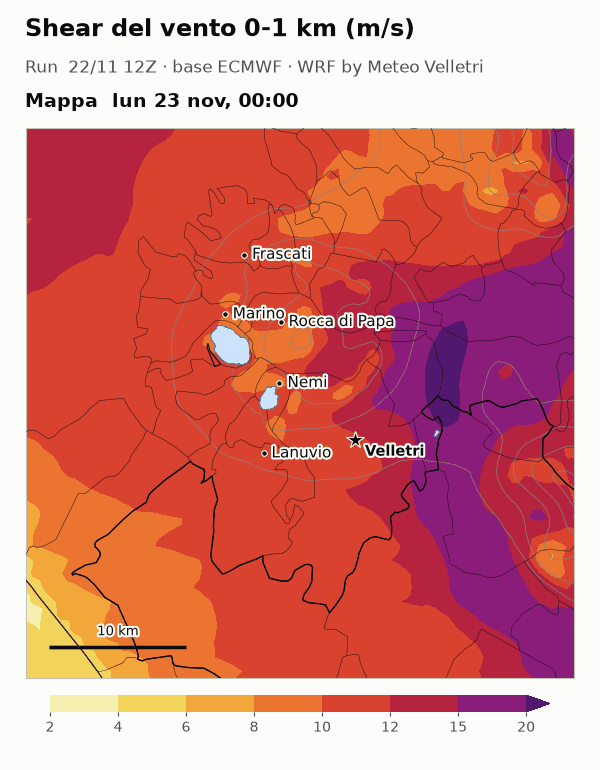 Shear del vento 0-1 km (m/s)
Run  22/11 12Z · base ECMWF · WRF by Meteo Velletri
Mappa  lun 23 nov, 00:00
Frascati
Marino
Rocca di Papa
Nemi
Velletri
Lanuvio
10 km
2 4 6 8 10 12 15 20